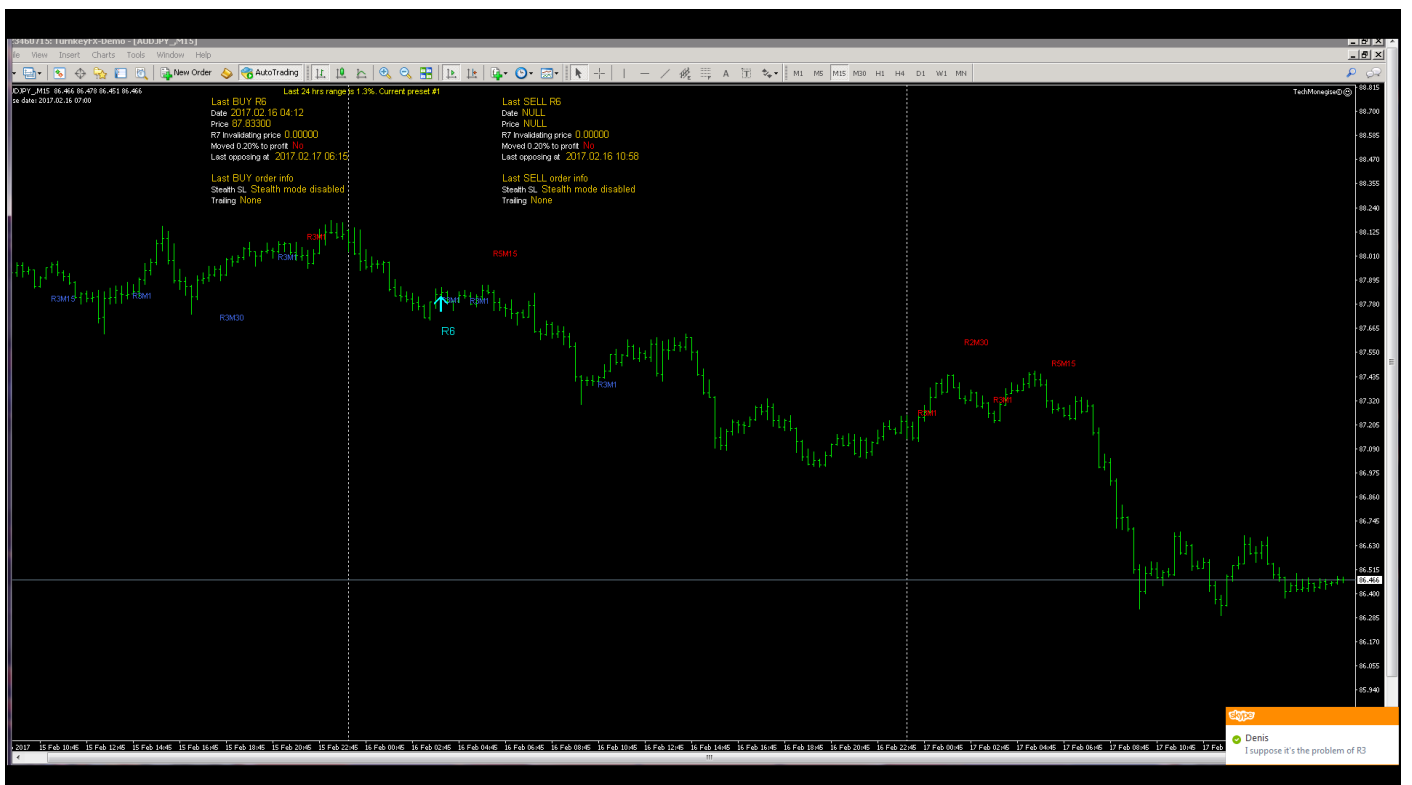 3460715: TurnkeyFX-Demo - [AUDJPY_,M15]
View Insert Charts Tools Window Help
New Order AutoTrading A T M1 M5 M15 M30 H1 H4 D1 W1 MN
DJPY_,M15 86.466 86.478 86.451 86.466
se date: 2017.02.16 07:00
Last 24 hrs range is 1.3%. Current preset #1
TechMonegise©
Last BUY R6
Date 2017.02.16 04:12
Price 87.83300
R7 Invalidating price 0.00000
Moved 0.20% to profit No
Last opposing at 2017.02.17 06:15
Last BUY order info
Stealth SL Stealth mode disabled
Trailing None
Last SELL R6
Date NULL
Price NULL
R7 Invalidating price 0.00000
Moved 0.20% to profit No
Last opposing at 2017.02.16 10:58
Last SELL order info
Stealth SL Stealth mode disabled
Trailing None
88.815
88.700
88.585
88.470
88.355
88.240
88.125
88.010
87.895
87.780
87.665
87.550
87.435
87.320
87.205
87.090
86.975
86.860
86.745
86.630
86.515
86.466
86.400
86.285
86.170
86.055
85.940
R3M1
R3M1
R5M15
R3M15
R3M1
R3M30
R3M1
R6
R3M1
R3M30
R5M15
R3M1
2017 15 Feb 10:45 15 Feb 12:45 15 Feb 14:45 15 Feb 16:45 15 Feb 18:45 15 Feb 20:45 15 Feb 22:45 16 Feb 00:45 16 Feb 02:45 16 Feb 04:45 16 Feb 06:45 16 Feb 08:45 16 Feb 10:45 16 Feb 12:45 16 Feb 14:45 16 Feb 16:45 16 Feb 18:45 16 Feb 20:45 16 Feb 22:45 17 Feb 00:45 17 Feb 02:45 17 Feb 04:45 17 Feb 06:45 17 Feb 08:45 17 Feb 10:45 17 Feb
skype
Denis
I suppose it's the problem of R3